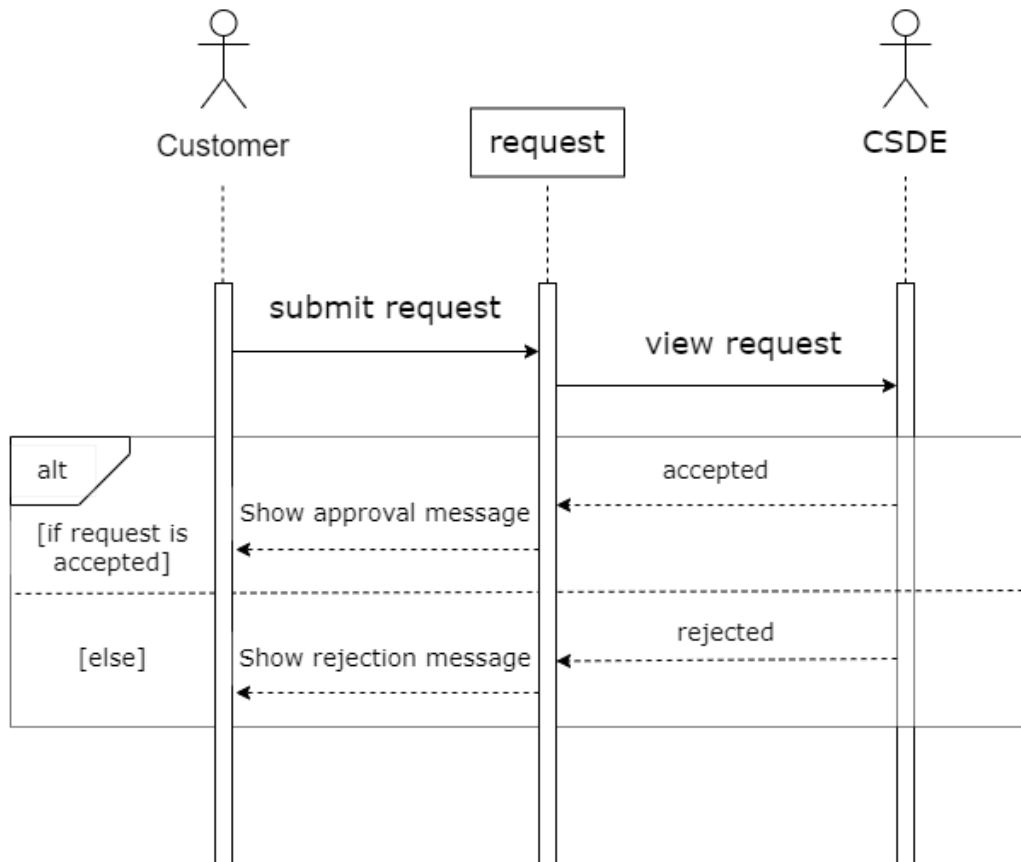 Customer
request
CSDE
submit request
view request
alt
accepted
Show approval message
[if request is
accepted]
rejected
[else]
Show rejection message